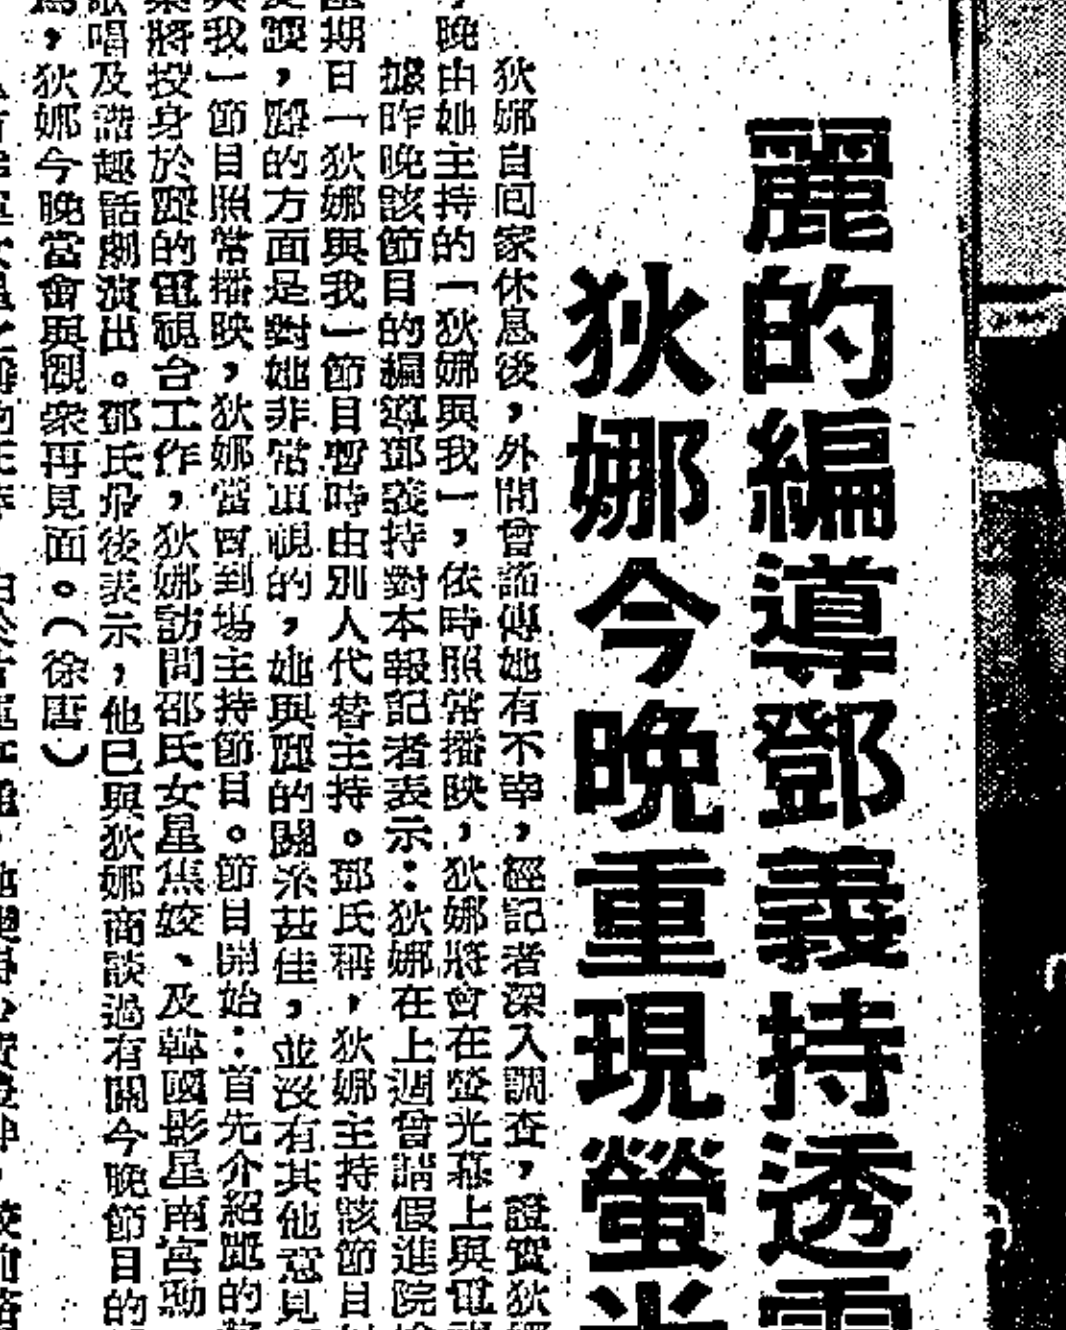 麗的編導鄧義持透露
狄娜今晚重現螢光
狄娜自回家休息後，外間曾謠傳她有不幸，經記者深入調查，證實狄娜
今晚由她主持的「狄娜與我」，依時照常播映，狄娜將會在螢光幕上與電視
據昨晚該節目的編導鄧義持對本報記者表示：狄娜在上週曾請假進院
期日「狄娜與我」節目暫時由別人代替主持。鄧氏稱，狄娜主持該節目
，麗的方面是對她非常重視的，她與麗的關系甚佳，並沒有其他意見
與我」節目照常播映，狄娜當可到場主持節目。節目開始：首先介紹麗的
將投身於麗的電視台工作，狄娜訪問邵氏女星焦姣、及韓國影星南宮勳
歌唱及諧趣話劇演出。鄧氏最後表示，他已與狄娜商談過有關今晚節目的
，狄娜今晚當會與觀衆再見面。（徐唐）